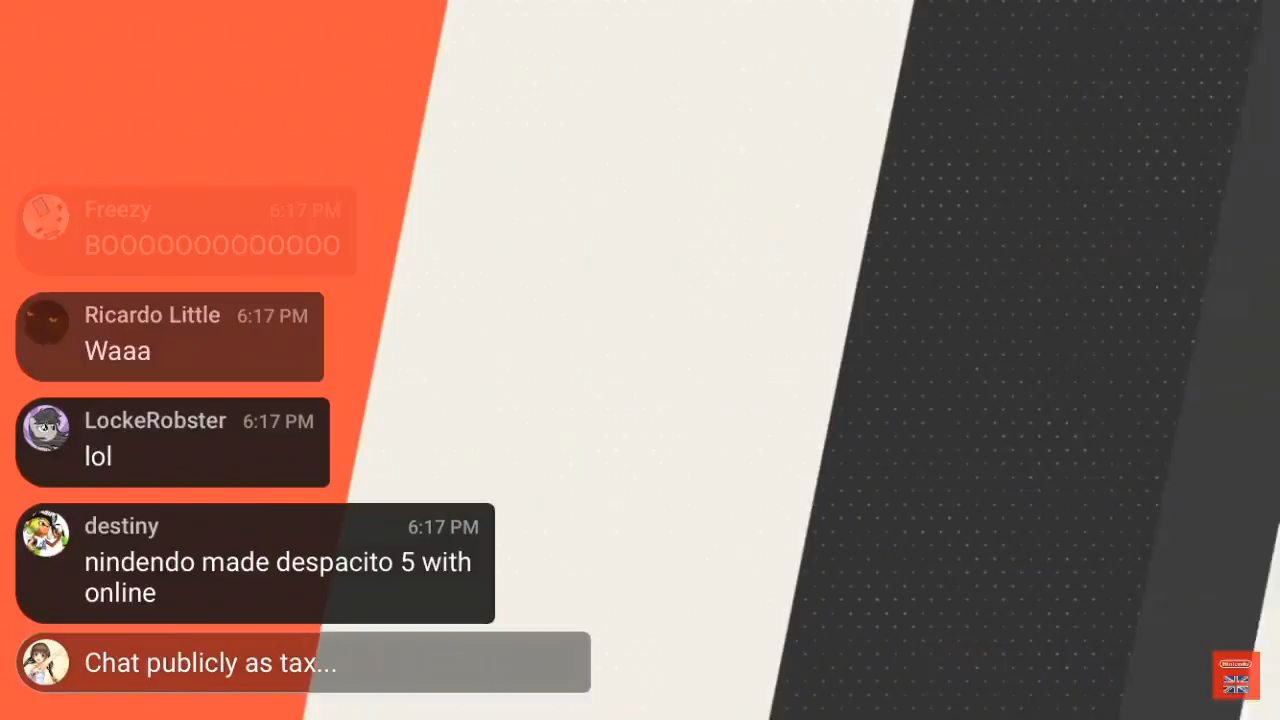 Freezy 6:17 PM
BOOOOOOOOOOOOO
Ricardo Little 6:17 PM
Waaa
LockeRobster 6:17 PM
lol
destiny 6:17 PM
nindendo made despacito 5 with
online
Chat publicly as tax...
Nintendo